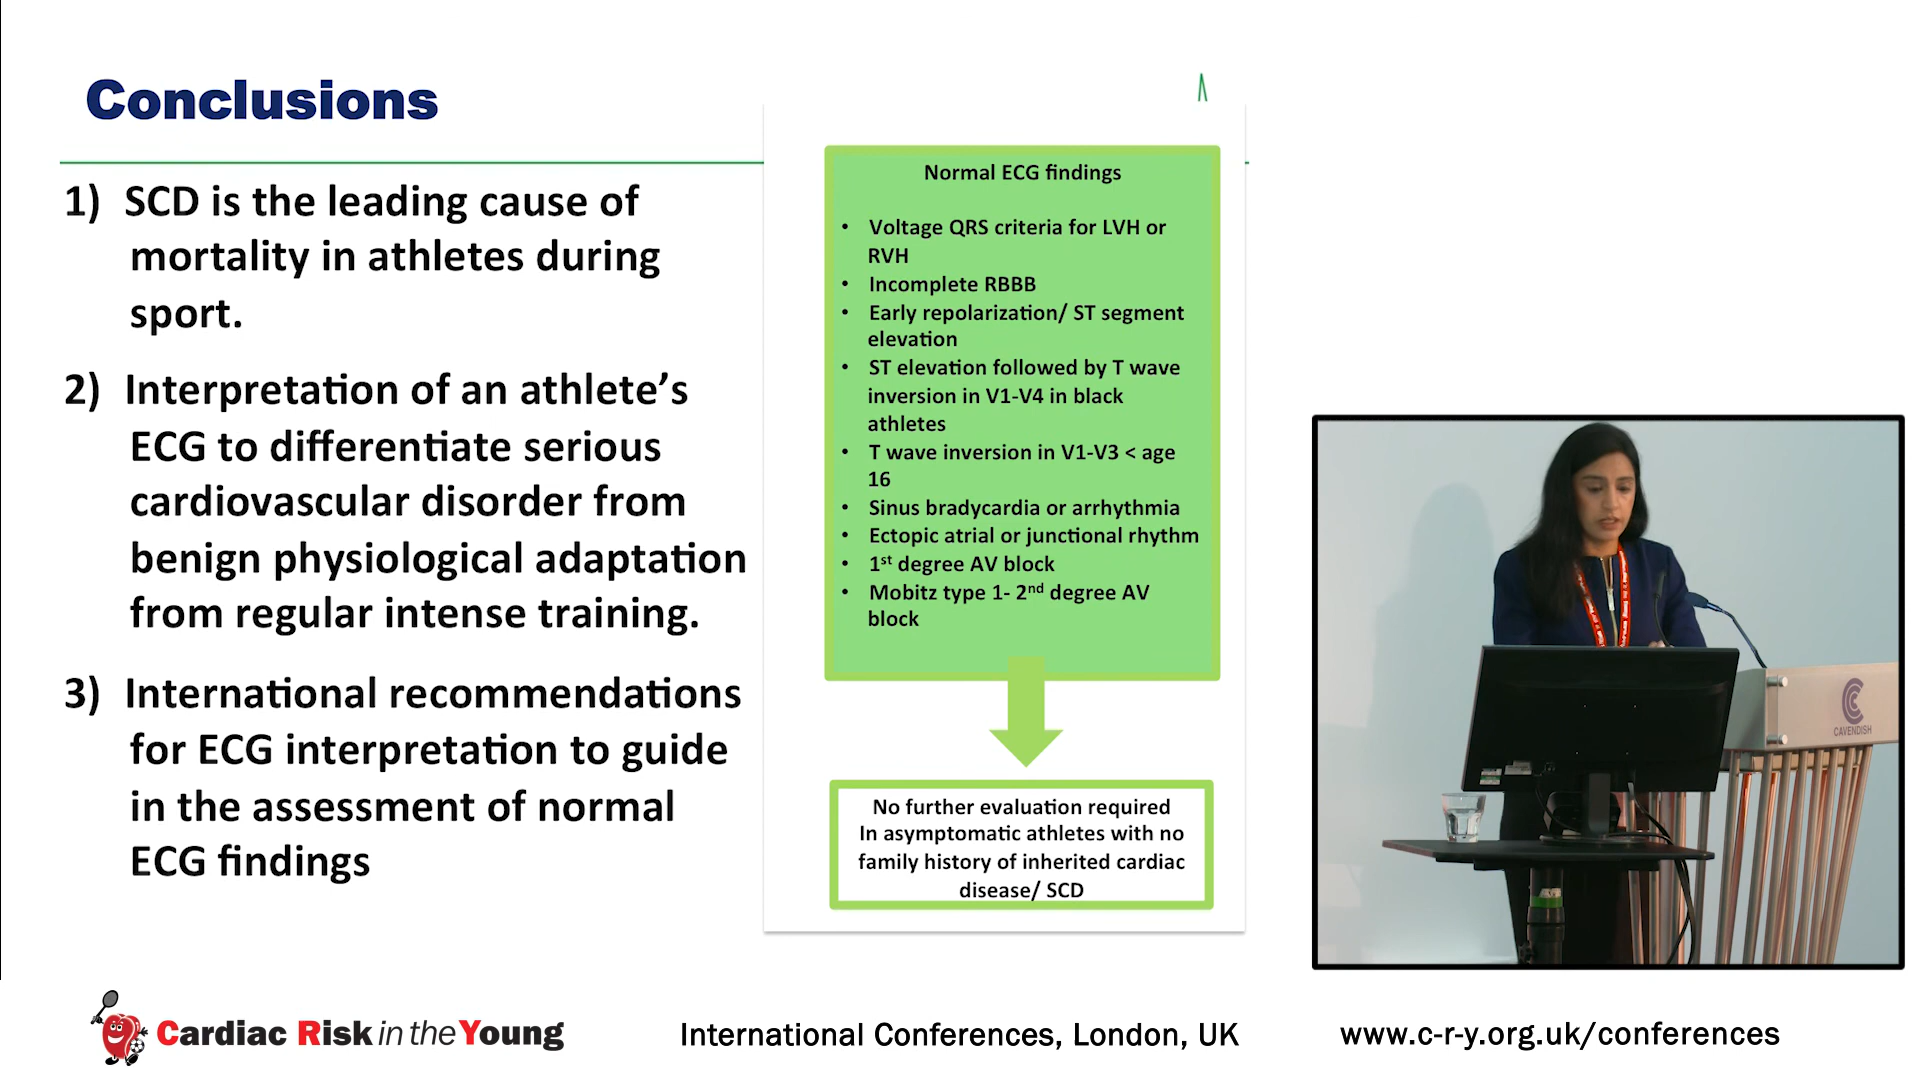 Conclusions
1) SCD is the leading cause of
mortality in athletes during
sport.
2) Interpretation of an athlete’s
ECG to differentiate serious
cardiovascular disorder from
benign physiological adaptation
from regular intense training.
3) International recommendations
for ECG interpretation to guide
in the assessment of normal
ECG findings
Normal ECG findings
• Voltage QRS criteria for LVH or
RVH
• Incomplete RBBB
• Early repolarization/ ST segment
elevation
• ST elevation followed by T wave
inversion in V1-V4 in black
athletes
• T wave inversion in V1-V3 < age
16
• Sinus bradycardia or arrhythmia
• Ectopic atrial or junctional rhythm
• 1st degree AV block
• Mobitz type 1- 2nd degree AV
block
No further evaluation required
In asymptomatic athletes with no
family history of inherited cardiac
disease/ SCD
CAVENDISH
Cardiac Risk in the Young
International Conferences, London, UK
www.c-r-y.org.uk/conferences